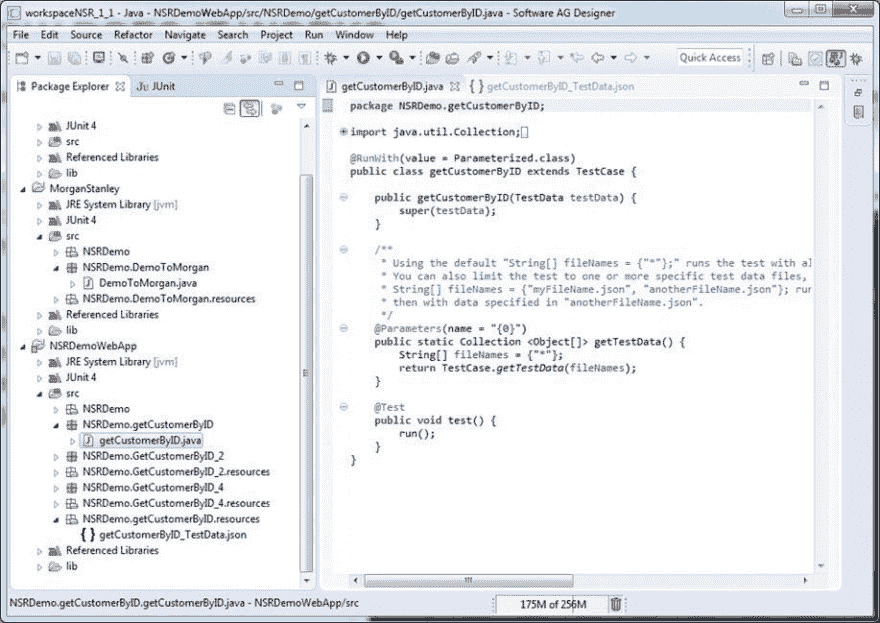 workspaceNSR_1_1 - Java - NSRDemoWebApp/src/NSRDemo/getCustomerByID/getCustomerByID.java - Software AG Designer
File Edit Source Refactor Navigate Search Project Run Window Help
Quick Access
Package Explorer JUnit
JUnit 4
src
Referenced Libraries
lib
MorganStanley
JRE System Library [jvm]
JUnit 4
src
NSRDemo
NSRDemo.DemoToMorgan
DemoToMorgan.java
NSRDemo.DemoToMorgan.resources
Referenced Libraries
lib
NSRDemoWebApp
JRE System Library [jvm]
JUnit 4
src
NSRDemo
NSRDemo.getCustomerByID
getCustomerByID.java
NSRDemo.GetCustomerByID_2
NSRDemo.GetCustomerByID_2.resources
NSRDemo.GetCustomerByID_4
NSRDemo.GetCustomerByID_4.resources
NSRDemo.getCustomerByID.resources
getCustomerByID_TestData.json
Referenced Libraries
lib
getCustomerByID.java { } getCustomerByID_TestData.json
package NSRDemo.getCustomerByID;
import java.util.Collection;
@RunWith(value = Parameterized.class)
public class getCustomerByID extends TestCase {
public getCustomerByID(TestData testData) {
super(testData);
}
/**
* Using the default "String[] fileNames = {"*"};" runs the test with al
* You can also limit the test to one or more specific test data files,
* String[] fileNames = {"myFileName.json", "anotherFileName.json"}; ru
* then with data specified in "anotherFileName.json".
*/
@Parameters(name = "{0}")
public static Collection <Object[]> getTestData() {
String[] fileNames = {"*"};
return TestCase.getTestData(fileNames);
}
@Test
public void test() {
run();
}
}
NSRDemo.getCustomerByID.getCustomerByID.java - NSRDemoWebApp/src
175M of 256M